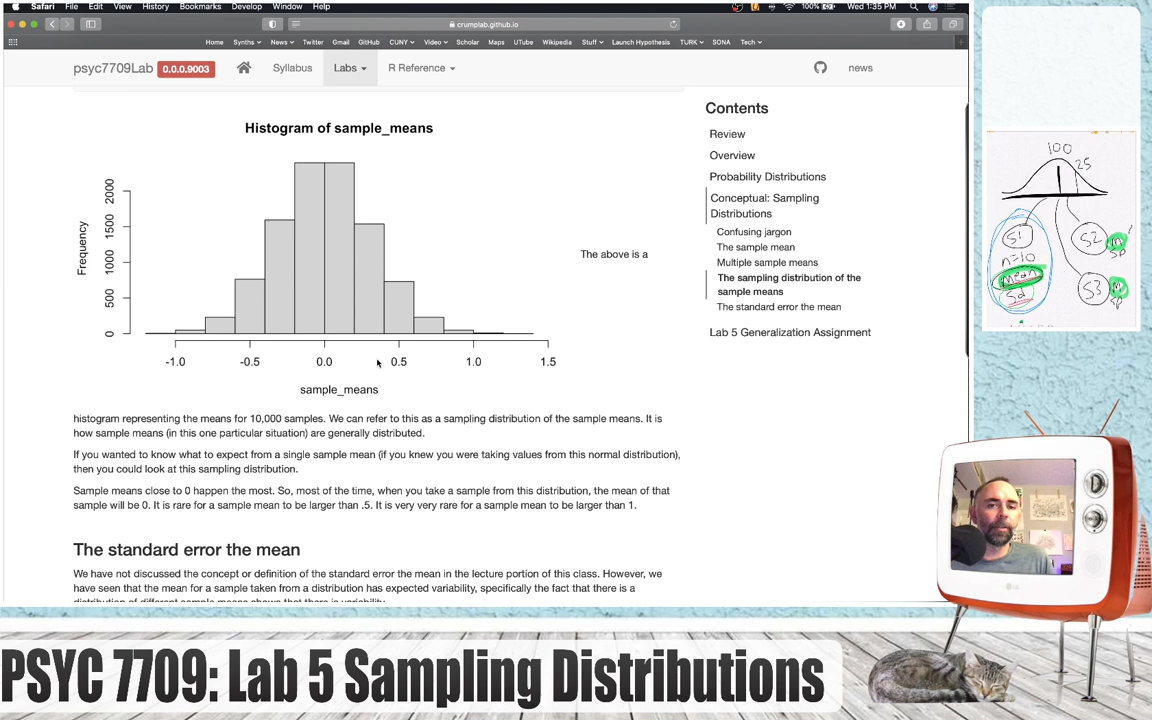 Safari File Edit View History Bookmarks Develop Window Help
100% Wed 1:35 PM
crumplab.github.io
Home Synths News Twitter Gmail GitHub CUNY Video Scholar Maps UTube Wikipedia Stuff Launch Hypothesis TURK SONA Tech
psyc7709Lab 0.0.0.9003 Syllabus Labs R Reference news
Histogram of sample_means
Frequency
2000
1500
1000
500
0
-1.0 -0.5 0.0 0.5 1.0 1.5
sample_means
The above is a
histogram representing the means for 10,000 samples. We can refer to this as a sampling distribution of the sample means. It is
how sample means (in this one particular situation) are generally distributed.
If you wanted to know what to expect from a single sample mean (if you knew you were taking values from this normal distribution),
then you could look at this sampling distribution.
Sample means close to 0 happen the most. So, most of the time, when you take a sample from this distribution, the mean of that
sample will be 0. It is rare for a sample mean to be larger than .5. It is very very rare for a sample mean to be larger than 1.
The standard error the mean
We have not discussed the concept or definition of the standard error the mean in the lecture portion of this class. However, we
have seen that the mean for a sample taken from a distribution has expected variability, specifically the fact that there is a
distribution of different sample means shows that there is variability.
Contents
Review
Overview
Probability Distributions
Conceptual: Sampling
Distributions
Confusing jargon
The sample mean
Multiple sample means
The sampling distribution of the
sample means
The standard error the mean
Lab 5 Generalization Assignment
100
25
S1
n=10
mean
Sd
S2 m
SD
S3 m
SD
LG
PSYC 7709: Lab 5 Sampling Distributions